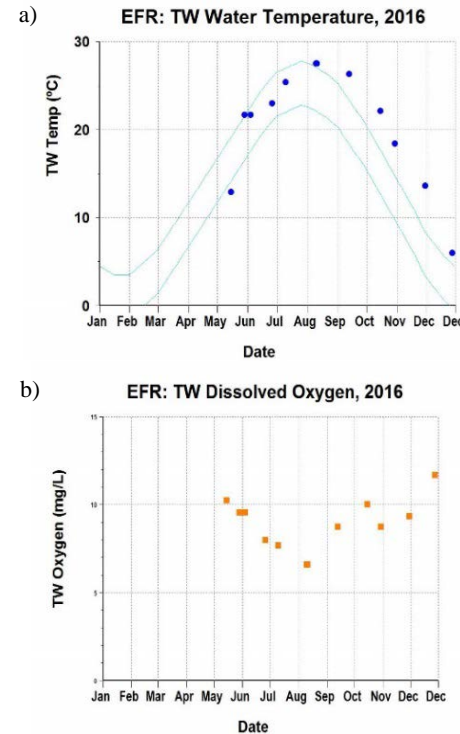 a)
EFR: TW Water Temperature, 2016
TW Temp (ºC)
30
20
10
0
Jan Feb Mar Apr May Jun Jul Aug Sep Oct Nov Dec Dec
Date
b)
EFR: TW Dissolved Oxygen, 2016
TW Oxygen (mg/L)
15
10
5
0
Jan Feb Mar Apr May Jun Jul Aug Sep Oct Nov Dec Dec
Date